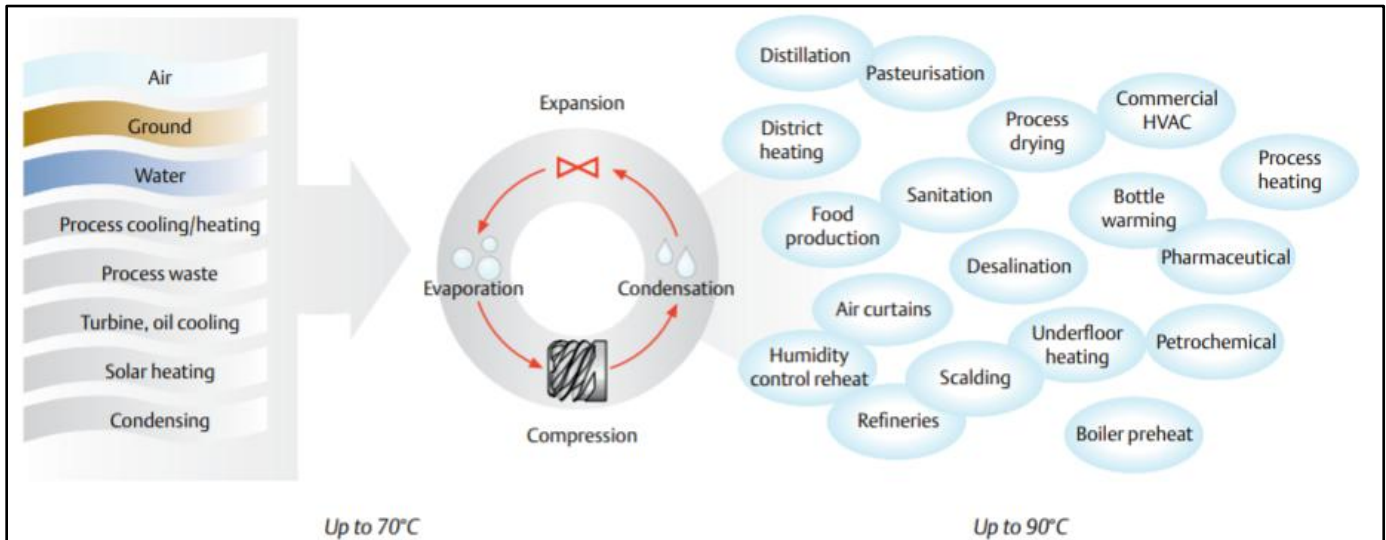 Air
Ground
Water
Process cooling/heating
Process waste
Turbine, oil cooling
Solar heating
Condensing
Up to 70°C
Expansion
Evaporation
Condensation
Compression
Distillation
Pasteurisation
District
heating
Process
drying
Commercial
HVAC
Process
heating
Sanitation
Food
production
Bottle
warming
Pharmaceutical
Desalination
Air curtains
Underfloor
heating
Petrochemical
Humidity
control reheat
Scalding
Refineries
Boiler preheat
Up to 90°C